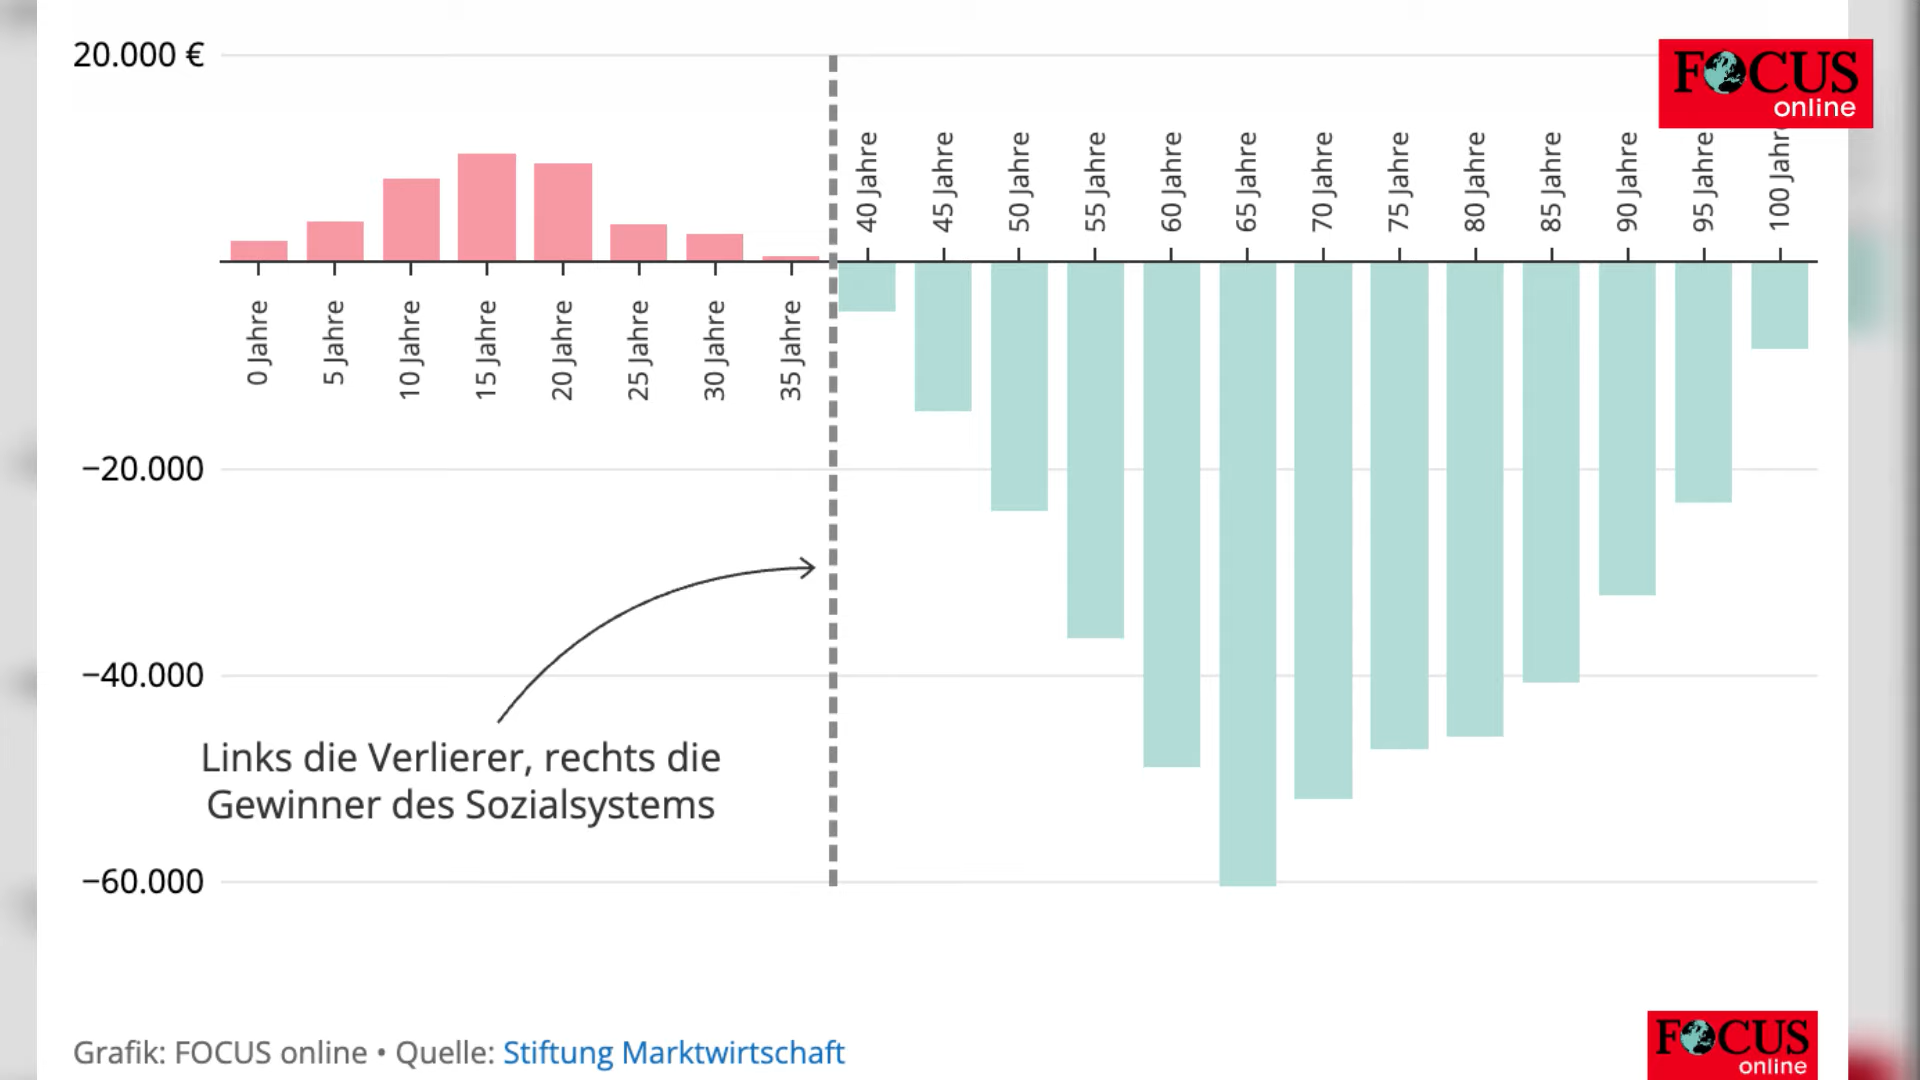 20.000 €
FOCUS
online
40 Jahre
45 Jahre
50 Jahre
55 Jahre
60 Jahre
65 Jahre
70 Jahre
75 Jahre
80 Jahre
85 Jahre
90 Jahre
95 Jahre
100 Jahre
0 Jahre
5 Jahre
10 Jahre
15 Jahre
20 Jahre
25 Jahre
30 Jahre
35 Jahre
−20.000
−40.000
Links die Verlierer, rechts die
Gewinner des Sozialsystems
−60.000
Grafik: FOCUS online • Quelle: Stiftung Marktwirtschaft
FOCUS
online